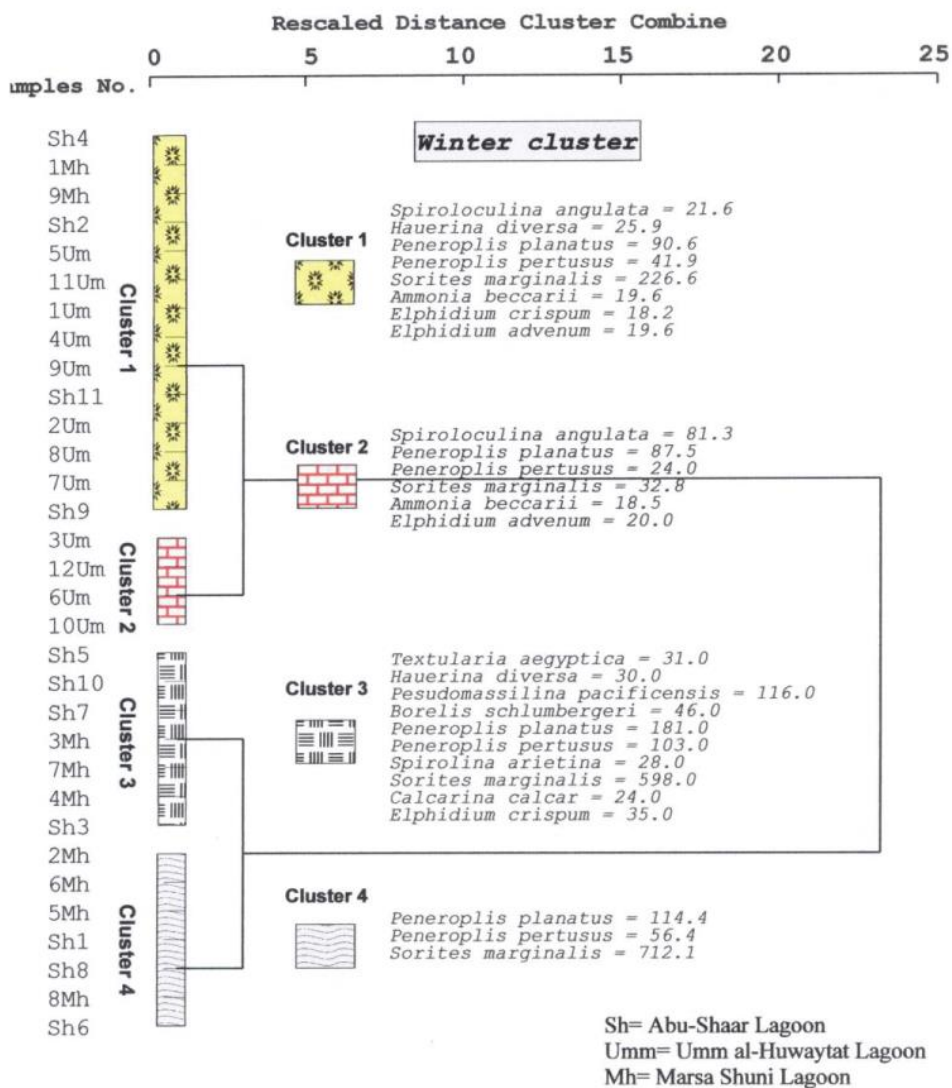 Rescaled Distance Cluster Combine
0 5 10 15 20 25
mples No.
Winter cluster
Sh4
1Mh
9Mh
Sh2
5Um
11Um
1Um
4Um
9Um
Sh11
2Um
8Um
7Um
Sh9
3Um
12Um
6Um
10Um
Sh5
Sh10
Sh7
3Mh
7Mh
4Mh
Sh3
2Mh
6Mh
5Mh
Sh1
Sh8
8Mh
Sh6
Cluster 1
Cluster 2
Cluster 3
Cluster 4
Cluster 1
Spiroloculina angulata = 21.6
Hauerina diversa = 25.9
Peneroplis planatus = 90.6
Peneroplis pertusus = 41.9
Sorites marginalis = 226.6
Ammonia beccarii = 19.6
Elphidium crispum = 18.2
Elphidium advenum = 19.6
Cluster 2
Spiroloculina angulata = 81.3
Peneroplis planatus = 87.5
Peneroplis pertusus = 24.0
Sorites marginalis = 32.8
Ammonia beccarii = 18.5
Elphidium advenum = 20.0
Cluster 3
Textularia aegyptica = 31.0
Hauerina diversa = 30.0
Pesudomassilina pacificensis = 116.0
Borelis schlumbergeri = 46.0
Peneroplis planatus = 181.0
Peneroplis pertusus = 103.0
Spirolina arietina = 28.0
Sorites marginalis = 598.0
Calcarina calcar = 24.0
Elphidium crispum = 35.0
Cluster 4
Peneroplis planatus = 114.4
Peneroplis pertusus = 56.4
Sorites marginalis = 712.1
Sh= Abu-Shaar Lagoon
Umm= Umm al-Huwaytat Lagoon
Mh= Marsa Shuni Lagoon